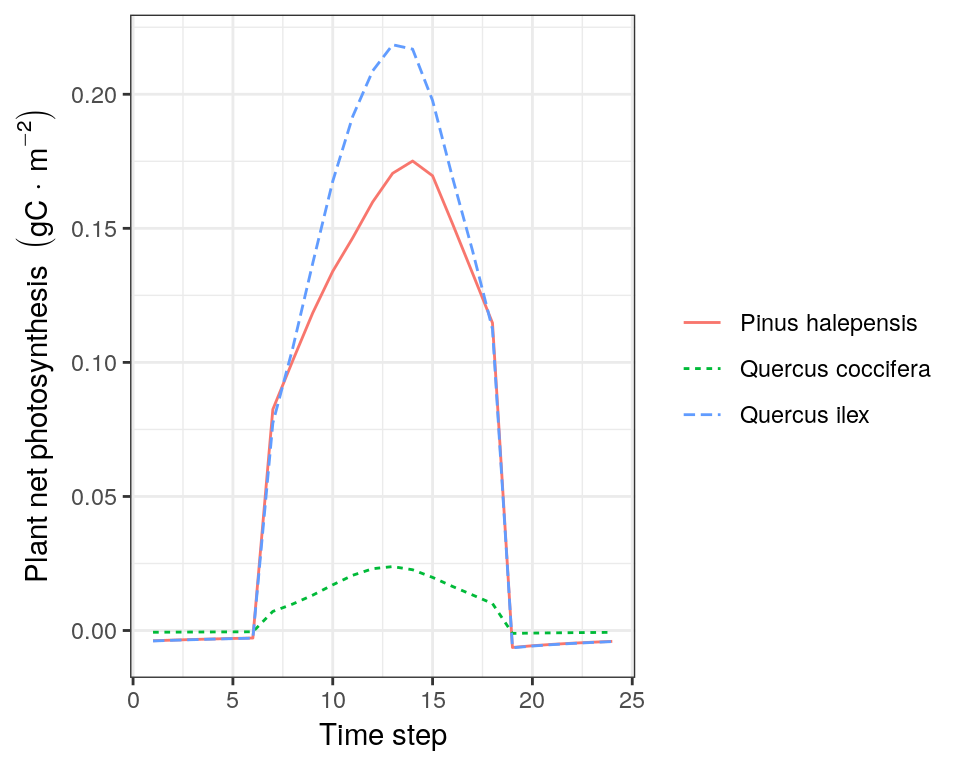 Plant net photosynthesis (gC · m⁻²)
0.20
0.15
0.10
0.05
0.00
0 5 10 15 20 25
Time step
Pinus halepensis
Quercus coccifera
Quercus ilex